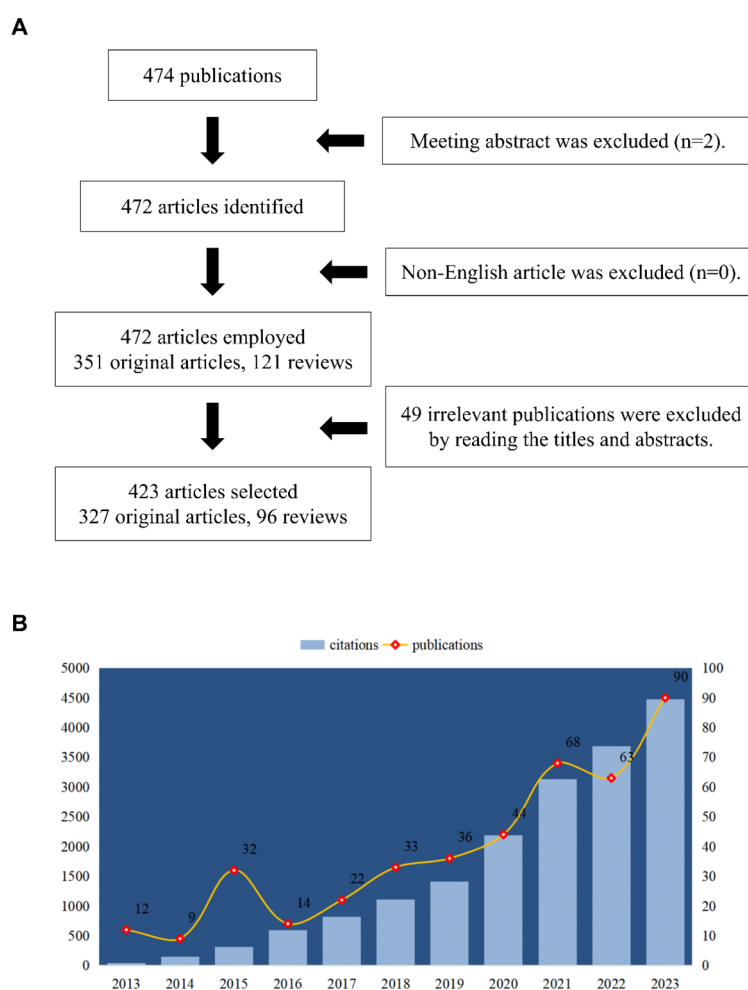 A
474 publications
Meeting abstract was excluded (n=2).
472 articles identified
Non-English article was excluded (n=0).
472 articles employed
351 original articles, 121 reviews
49 irrelevant publications were excluded
by reading the titles and abstracts.
423 articles selected
327 original articles, 96 reviews
B
citations publications
5000 100
4500 90 90
4000 80
3500 70 68
3000 60 63
2500 50
2000 40 44
1500 30 32 33 36
1000 20 22
500 10 12 9 14
0 0
2013 2014 2015 2016 2017 2018 2019 2020 2021 2022 2023